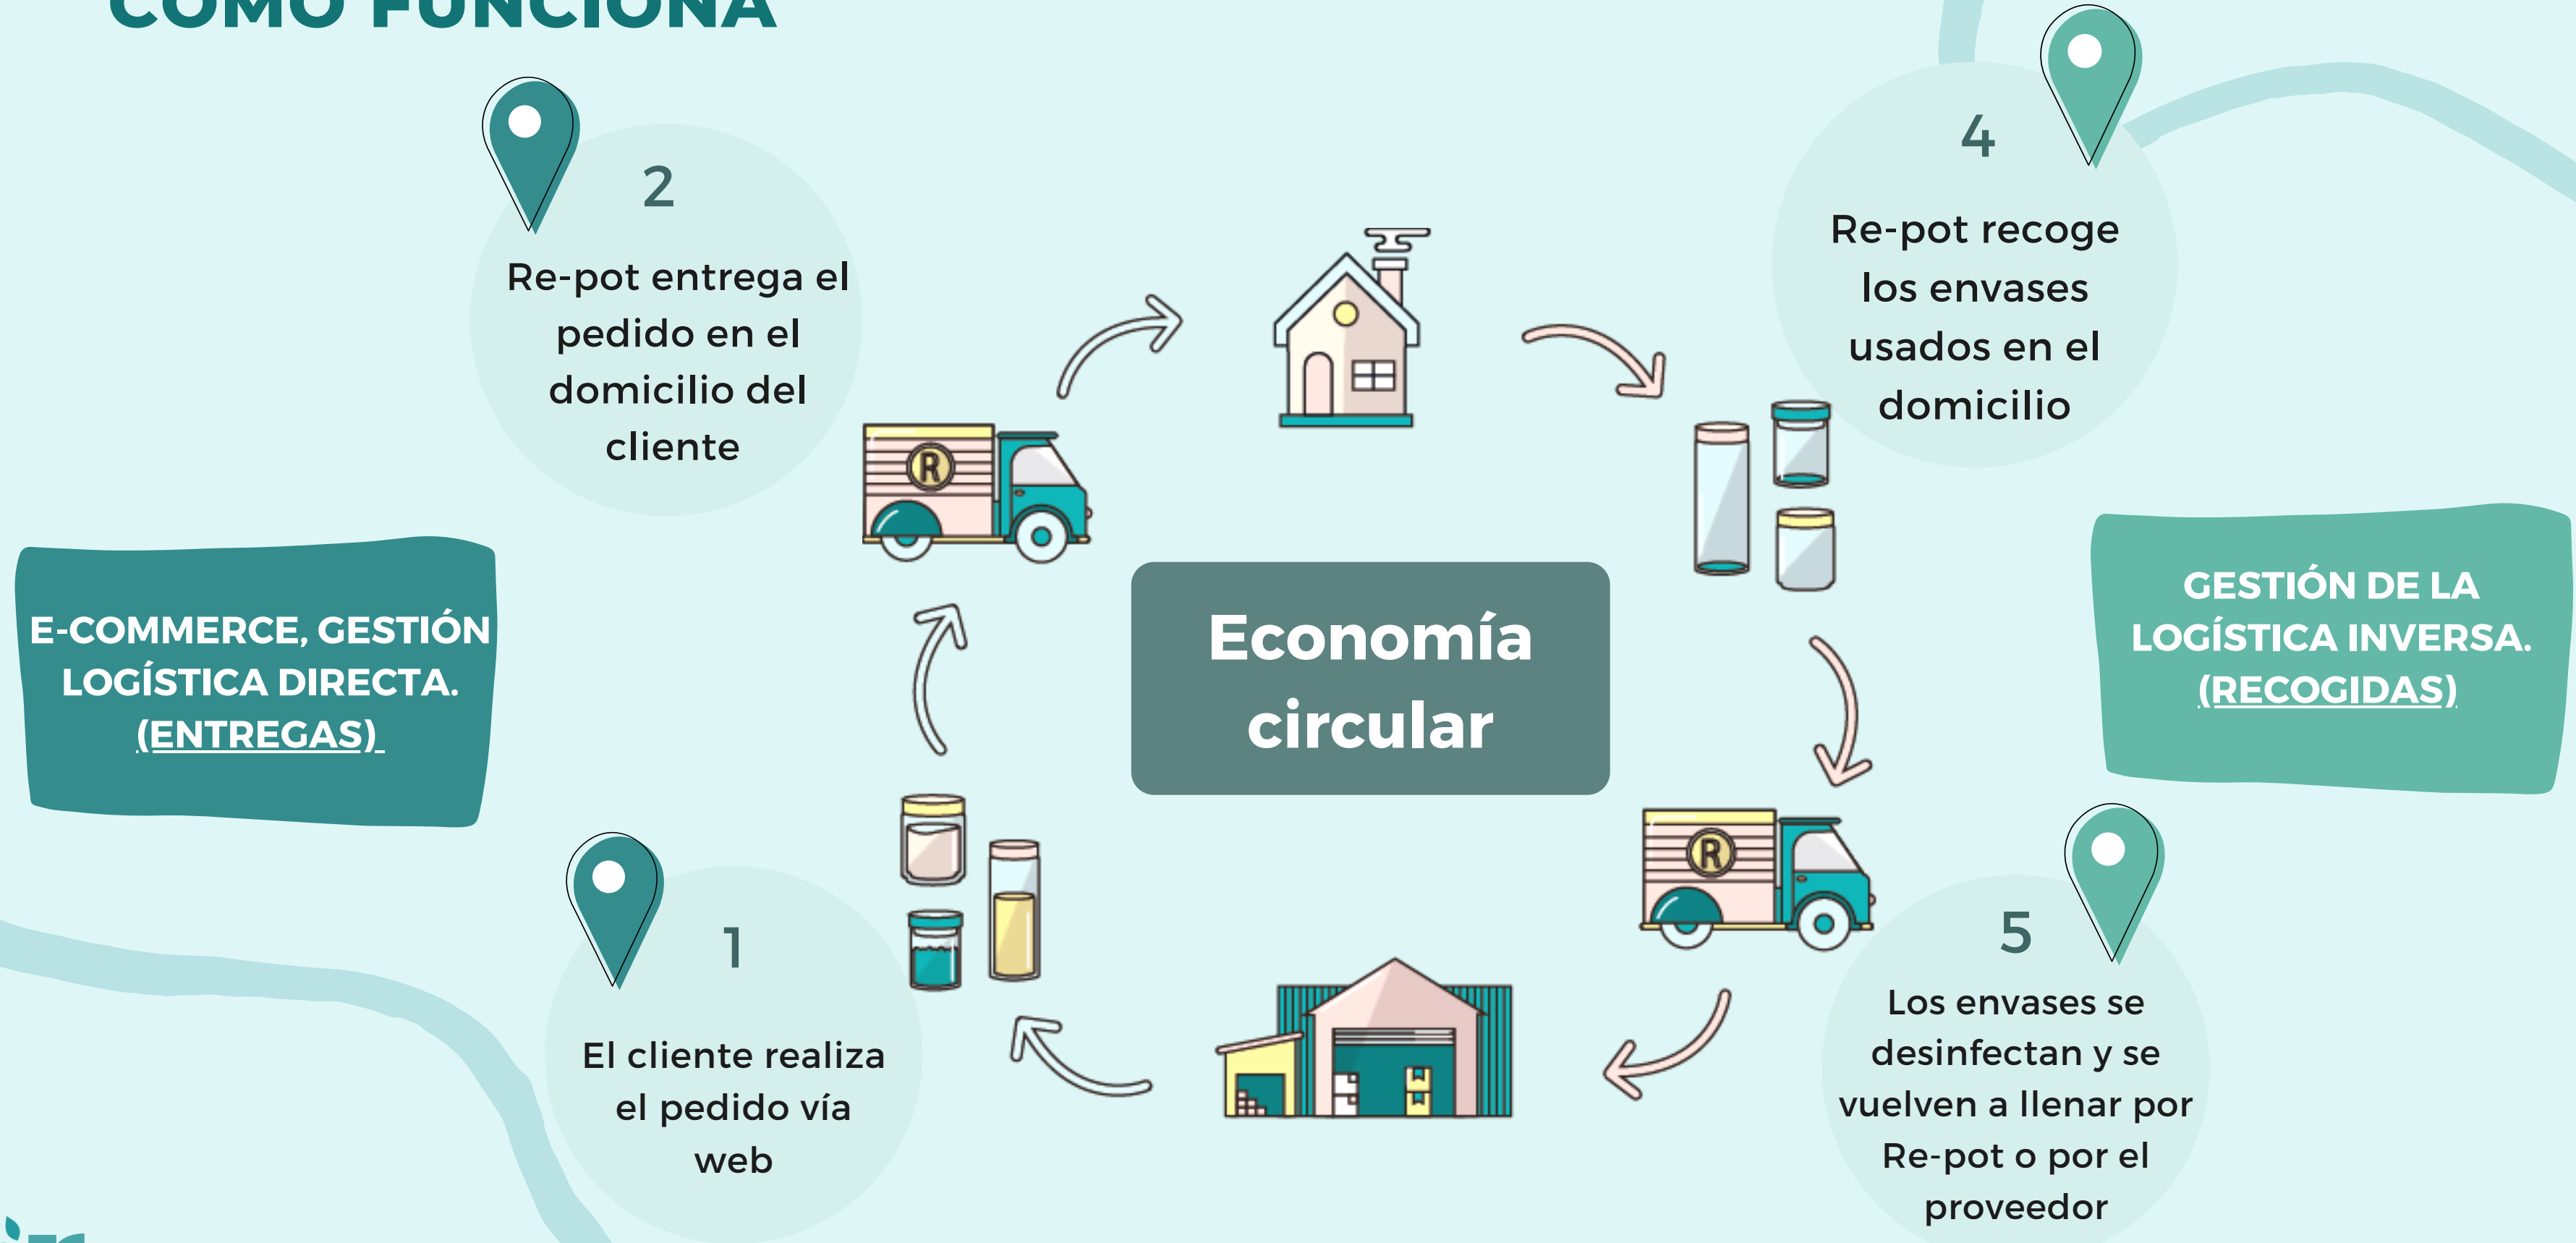 COMO FUNCIONA
2
Re-pot entrega el
pedido en el
domicilio del
cliente
4
Re-pot recoge
los envases
usados en el
domicilio
R
E-COMMERCE, GESTIÓN
LOGÍSTICA DIRECTA.
(ENTREGAS)
Economía
circular
GESTIÓN DE LA
LOGÍSTICA INVERSA.
(RECOGIDAS)
R
1
El cliente realiza
el pedido vía
web
5
Los envases se
desinfectan y se
vuelven a llenar por
Re-pot o por el
proveedor